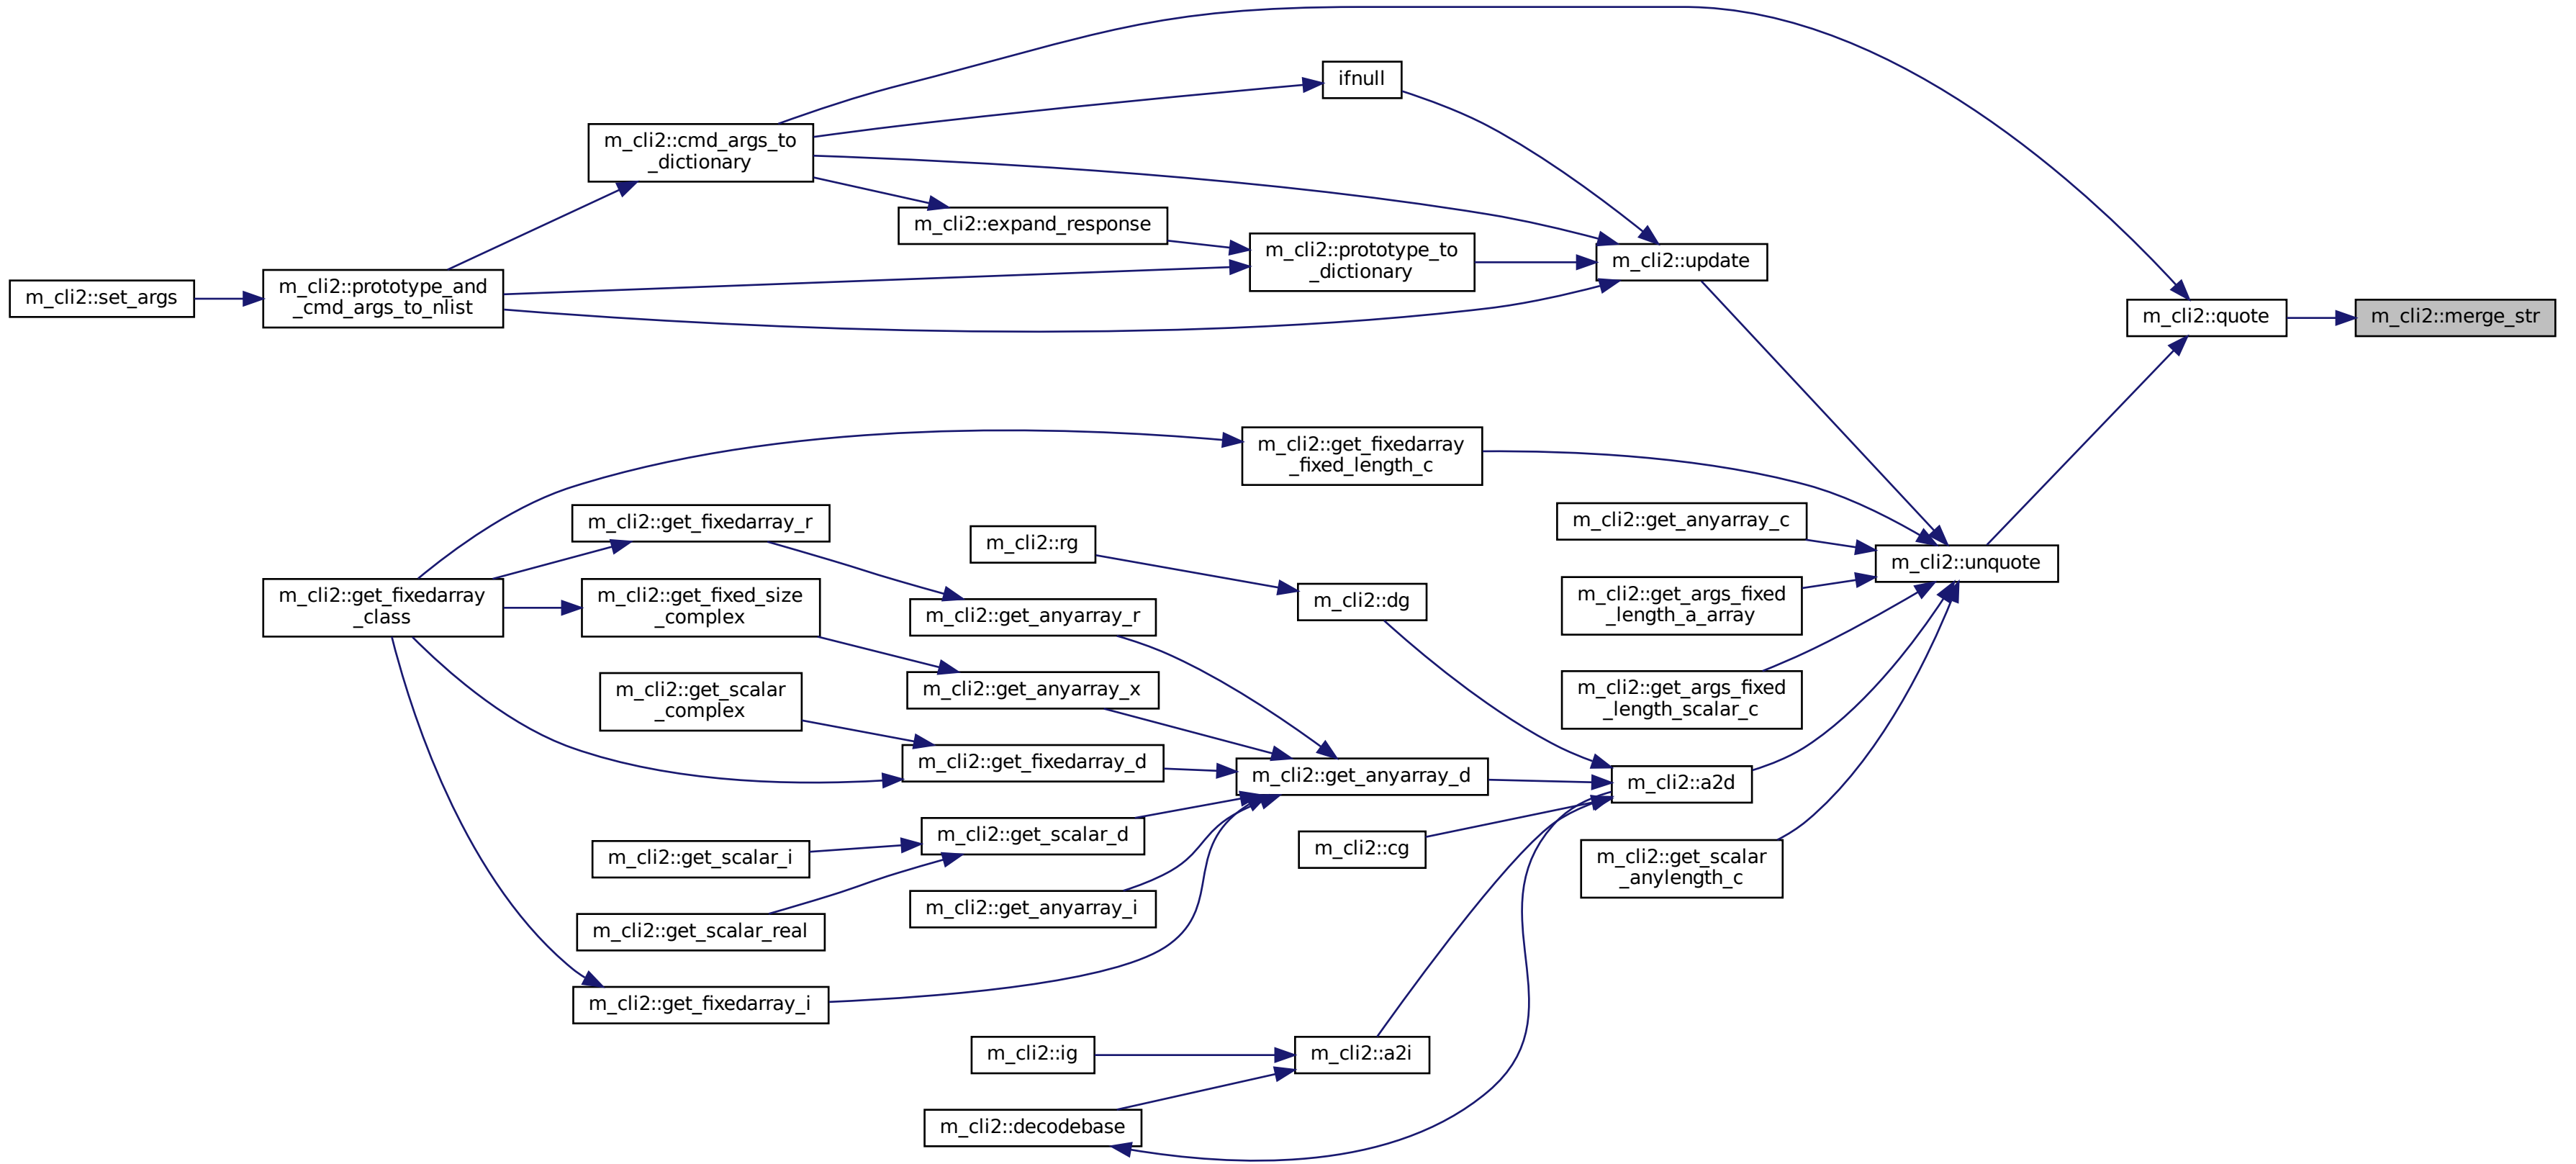 ifnull
m_cli2::cmd_args_to
_dictionary
m_cli2::expand_response
m_cli2::prototype_to
_dictionary
m_cli2::update
m_cli2::set_args
m_cli2::prototype_and
_cmd_args_to_nlist
m_cli2::quote
m_cli2::merge_str
m_cli2::get_fixedarray
_fixed_length_c
m_cli2::get_fixedarray_r
m_cli2::rg
m_cli2::get_anyarray_c
m_cli2::unquote
m_cli2::get_fixedarray
_class
m_cli2::get_fixed_size
_complex
m_cli2::get_anyarray_r
m_cli2::dg
m_cli2::get_args_fixed
_length_a_array
m_cli2::get_scalar
_complex
m_cli2::get_anyarray_x
m_cli2::get_args_fixed
_length_scalar_c
m_cli2::get_fixedarray_d
m_cli2::get_anyarray_d
m_cli2::a2d
m_cli2::get_scalar_i
m_cli2::get_scalar_d
m_cli2::cg
m_cli2::get_scalar
_anylength_c
m_cli2::get_scalar_real
m_cli2::get_anyarray_i
m_cli2::get_fixedarray_i
m_cli2::ig
m_cli2::a2i
m_cli2::decodebase